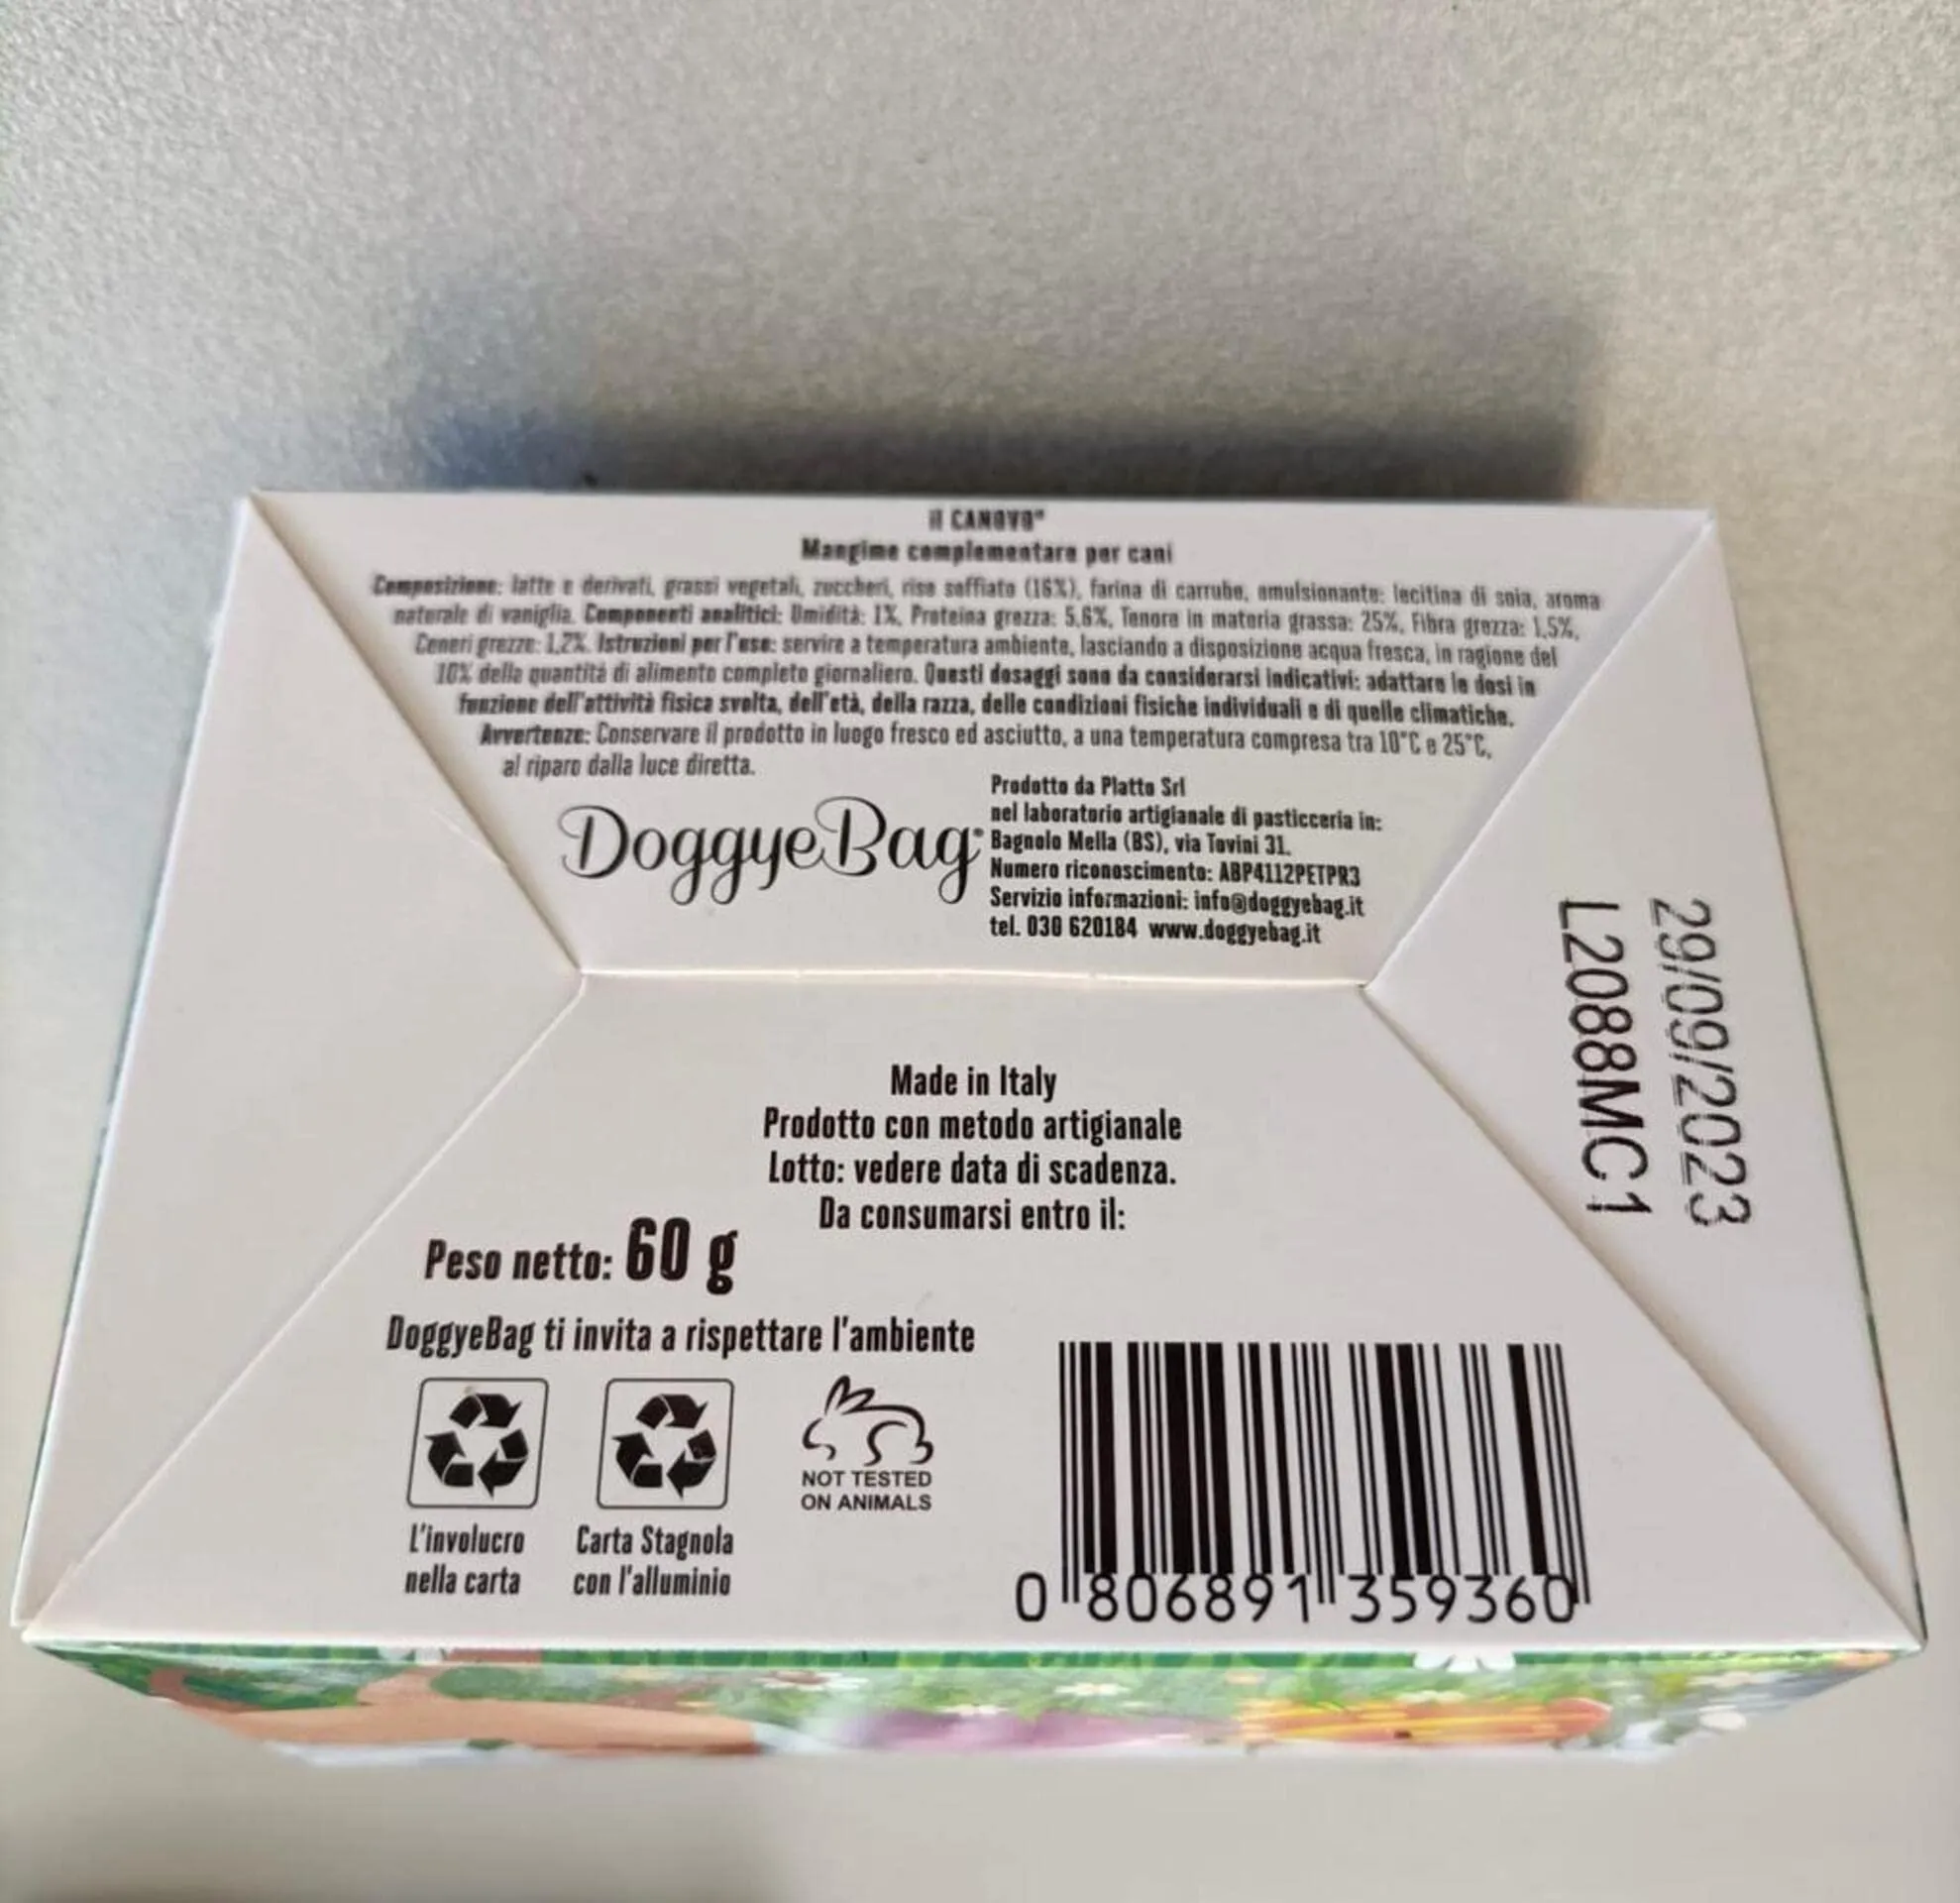 il CANOVO®
Mangime complementare per cani
Composizione: latte e derivati, grassi vegetali, zuccheri, riso soffiato (16%), farina di carrube, emulsionante: lecitina di soia, aroma
naturale di vaniglia. Componenti analitici: Umidità: 1%, Proteina grezza: 5,6%, Tenore in materia grassa: 25%, Fibra grezza: 1,5%,
Ceneri grezze: 1,2%. Istruzioni per l'uso: servire a temperatura ambiente, lasciando a disposizione acqua fresca, in ragione del
10% della quantità di alimento completo giornaliero. Questi dosaggi sono da considerarsi indicativi: adattare le dosi in
funzione dell'attività fisica svolta, dell'età, della razza, delle condizioni fisiche individuali e di quelle climatiche.
Avvertenze: Conservare il prodotto in luogo fresco ed asciutto, a una temperatura compresa tra 10°C e 25°C,
al riparo dalla luce diretta.
DoggyeBag®
Prodotto da Platto Srl
nel laboratorio artigianale di pasticceria in:
Bagnolo Mella (BS), via Tovini 31.
Numero riconoscimento: ABP4112PETPR3
Servizio informazioni: info@doggyebag.it
tel. 030 620184 www.doggyebag.it
29/09/2023
L2088MC1
Made in Italy
Prodotto con metodo artigianale
Lotto: vedere data di scadenza.
Da consumarsi entro il:
Peso netto: 60 g
DoggyeBag ti invita a rispettare l'ambiente
L'involucro
nella carta
Carta Stagnola
con l'alluminio
NOT TESTED
ON ANIMALS
0 806891 359360